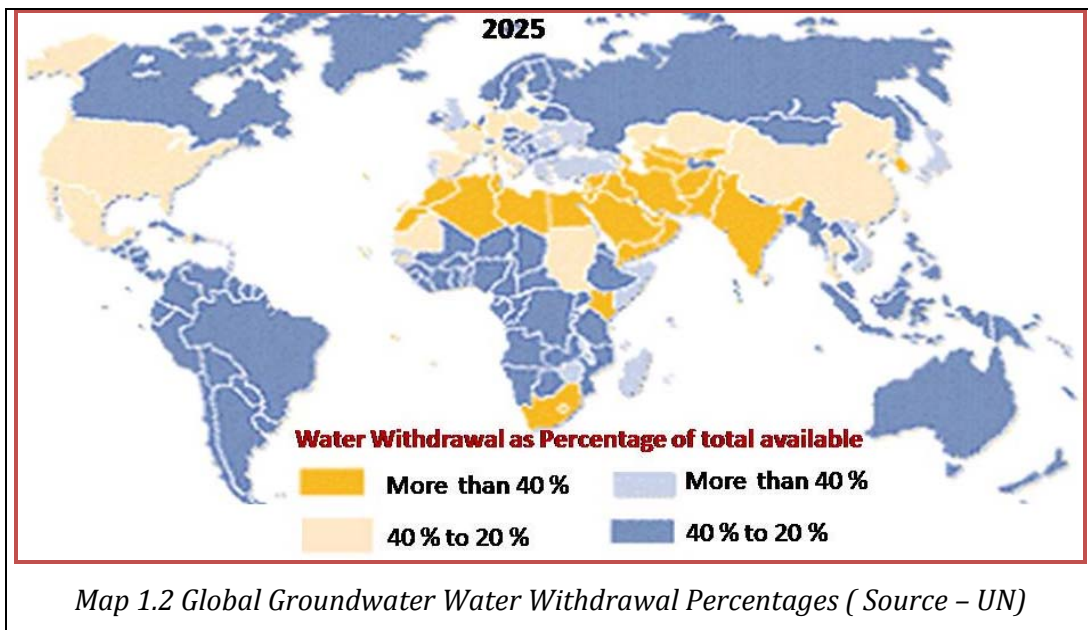 2025
Water Withdrawal as Percentage of total available
More than 40 %
More than 40 %
40 % to 20 %
40 % to 20 %
Map 1.2 Global Groundwater Water Withdrawal Percentages ( Source – UN)